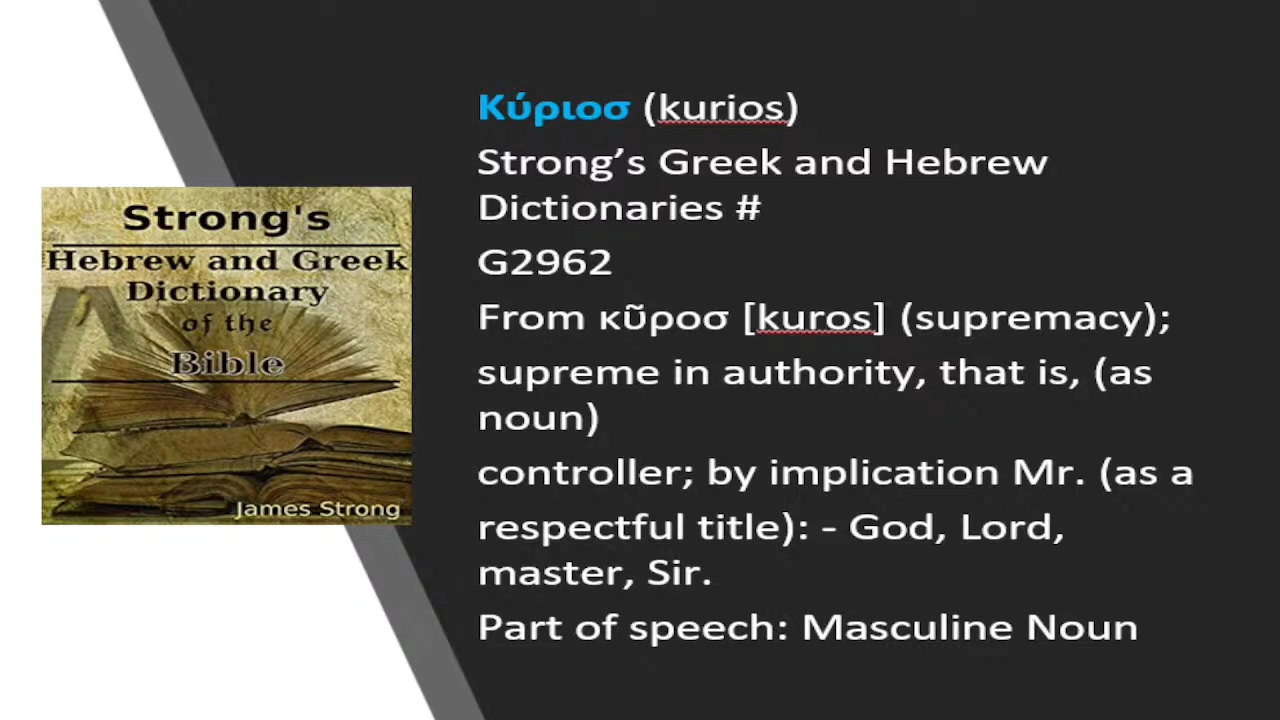 Strong's
Hebrew and Greek
Dictionary
of the
Bible
James Strong
Κύριοσ (kurios)
Strong’s Greek and Hebrew
Dictionaries #
G2962
From κῦροσ [kuros] (supremacy);
supreme in authority, that is, (as
noun)
controller; by implication Mr. (as a
respectful title): - God, Lord,
master, Sir.
Part of speech: Masculine Noun